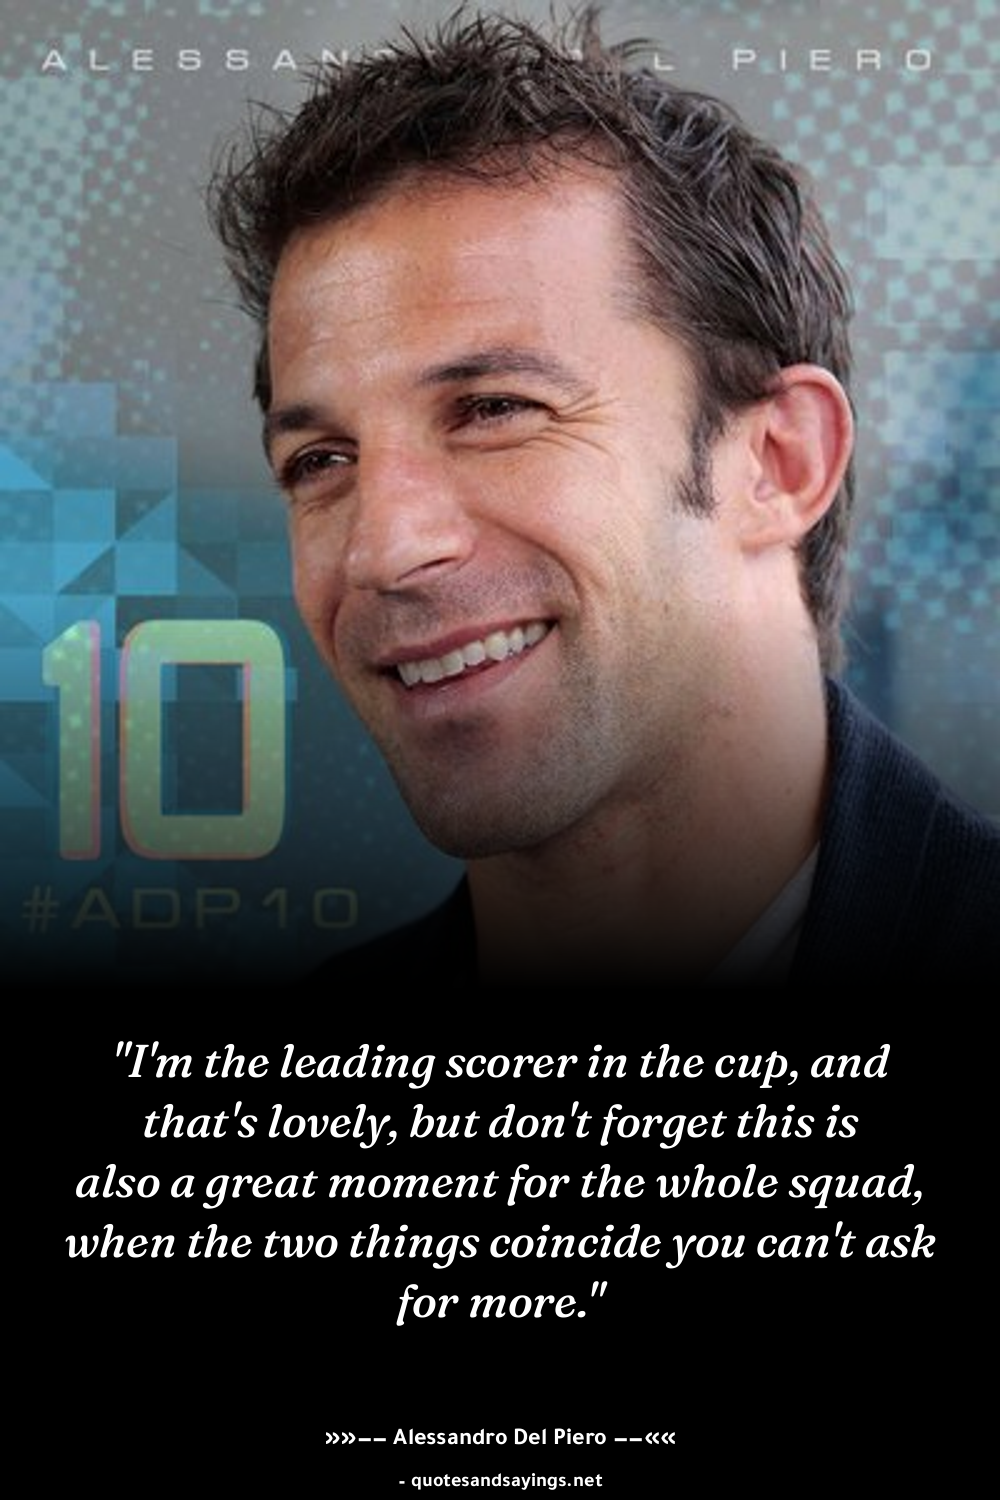 ALESSAN L PIERO
10
#ADP10
"I'm the leading scorer in the cup, and
that's lovely, but don't forget this is
also a great moment for the whole squad,
when the two things coincide you can't ask
for more."
»»—– Alessandro Del Piero —–««
- quotesandsayings.net